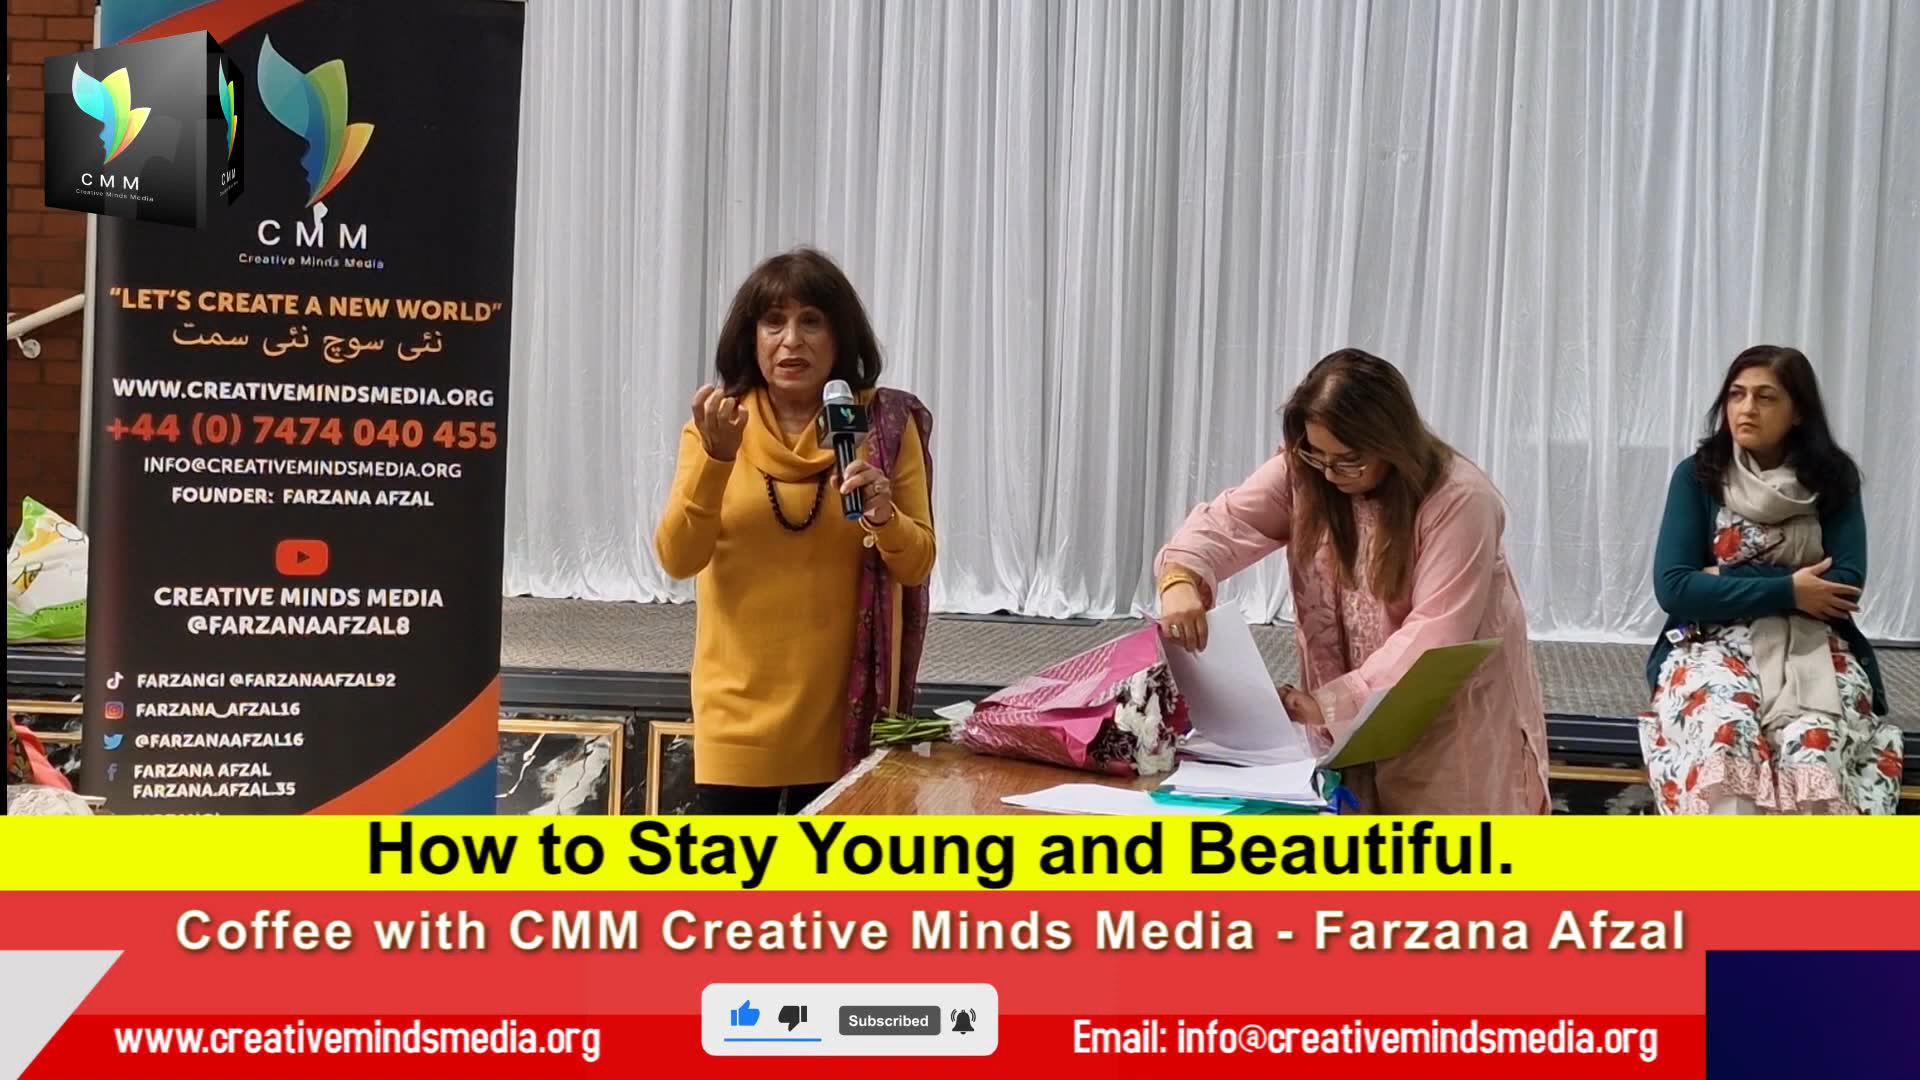 CMM
Creative Minds Media
CMM
CMM
Creative Minds Media
"LET'S CREATE A NEW WORLD"
نئی سوچ نئی سمت
WWW.CREATIVEMINDSMEDIA.ORG
+44 (0) 7474 040 455
INFO@CREATIVEMINDSMEDIA.ORG
FOUNDER: FARZANA AFZAL
CREATIVE MINDS MEDIA
@FARZANAAFZAL8
FARZANGI @FARZANAAFZAL92
FARZANA_AFZAL16
@FARZANAAFZAL16
FARZANA AFZAL
FARZANA.AFZAL.35
How to Stay Young and Beautiful.
Coffee with CMM Creative Minds Media - Farzana Afzal
Subscribed
www.creativemindsmedia.org
Email: info@creativemindsmedia.org